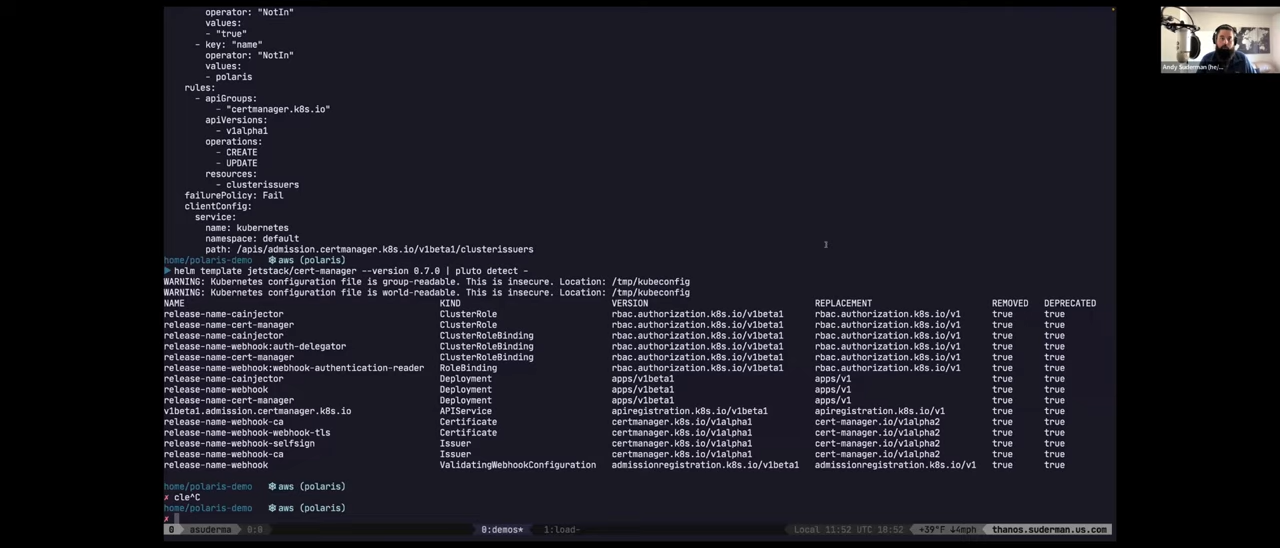 operator: "NotIn"
values:
- "true"
- key: "name"
operator: "NotIn"
values:
- polaris
rules:
- apiGroups:
- "certmanager.k8s.io"
apiVersions:
- v1alpha1
operations:
- CREATE
- UPDATE
resources:
- clusterissuers
failurePolicy: Fail
clientConfig:
service:
name: kubernetes
namespace: default
path: /apis/admission.certmanager.k8s.io/v1beta1/clusterissuers
home/polaris-demo aws (polaris)
helm template jetstack/cert-manager --version 0.7.0 | pluto detect -
WARNING: Kubernetes configuration file is group-readable. This is insecure. Location: /tmp/kubeconfig
WARNING: Kubernetes configuration file is world-readable. This is insecure. Location: /tmp/kubeconfig
NAME KIND VERSION REPLACEMENT REMOVED DEPRECATED
release-name-cainjector ClusterRole rbac.authorization.k8s.io/v1beta1 rbac.authorization.k8s.io/v1 true true
release-name-cert-manager ClusterRole rbac.authorization.k8s.io/v1beta1 rbac.authorization.k8s.io/v1 true true
release-name-cainjector ClusterRoleBinding rbac.authorization.k8s.io/v1beta1 rbac.authorization.k8s.io/v1 true true
release-name-webhook:auth-delegator ClusterRoleBinding rbac.authorization.k8s.io/v1beta1 rbac.authorization.k8s.io/v1 true true
release-name-cert-manager ClusterRoleBinding rbac.authorization.k8s.io/v1beta1 rbac.authorization.k8s.io/v1 true true
release-name-webhook:webhook-authentication-reader RoleBinding rbac.authorization.k8s.io/v1beta1 rbac.authorization.k8s.io/v1 true true
release-name-cainjector Deployment apps/v1beta1 apps/v1 true true
release-name-webhook Deployment apps/v1beta1 apps/v1 true true
release-name-cert-manager Deployment apps/v1beta1 apps/v1 true true
v1beta1.admission.certmanager.k8s.io APIService apiregistration.k8s.io/v1beta1 apiregistration.k8s.io/v1 true true
release-name-webhook-ca Certificate certmanager.k8s.io/v1alpha1 cert-manager.io/v1alpha2 true true
release-name-webhook-tls Certificate certmanager.k8s.io/v1alpha1 cert-manager.io/v1alpha2 true true
release-name-webhook-selfsign Issuer certmanager.k8s.io/v1alpha1 cert-manager.io/v1alpha2 true true
release-name-webhook-ca Issuer certmanager.k8s.io/v1alpha1 cert-manager.io/v1alpha2 true true
release-name-webhook ValidatingWebhookConfiguration admissionregistration.k8s.io/v1beta1 admissionregistration.k8s.io/v1 true true
home/polaris-demo aws (polaris)
✗ cle^C
home/polaris-demo aws (polaris)
✗
0 asuderma 0:0 0:demos* 1:load- Local 11:52 UTC 18:52 +39°F ↓4mph thanos.suderman.us.com
Andy Suderman (he/...